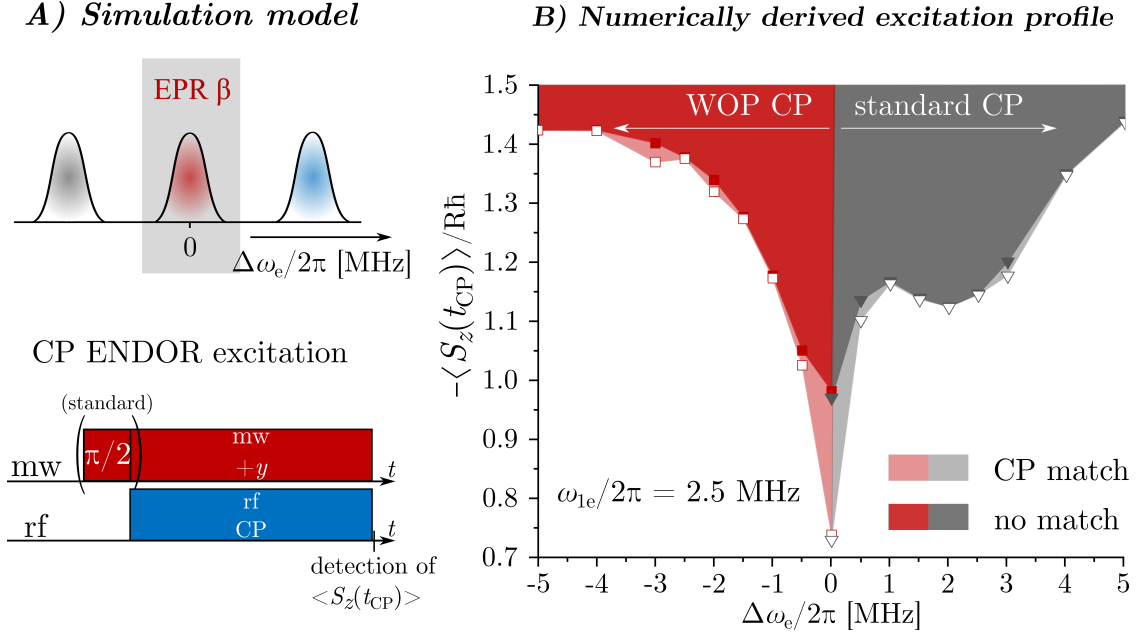 A) Simulation model
EPR β
0
Δωe/2π [MHz]
CP ENDOR excitation
(standard)
π/2
mw
+y
mw
t
rf
CP
rf
t
detection of
<Sz(tCP)>
B) Numerically derived excitation profile
WOP CP
standard CP
−⟨Sz(tCP)⟩/Rħ
1.5
1.4
1.3
1.2
1.1
1.0
0.9
0.8
0.7
ω1e/2π = 2.5 MHz
CP match
no match
-5 -4 -3 -2 -1 0 1 2 3 4 5
Δωe/2π [MHz]